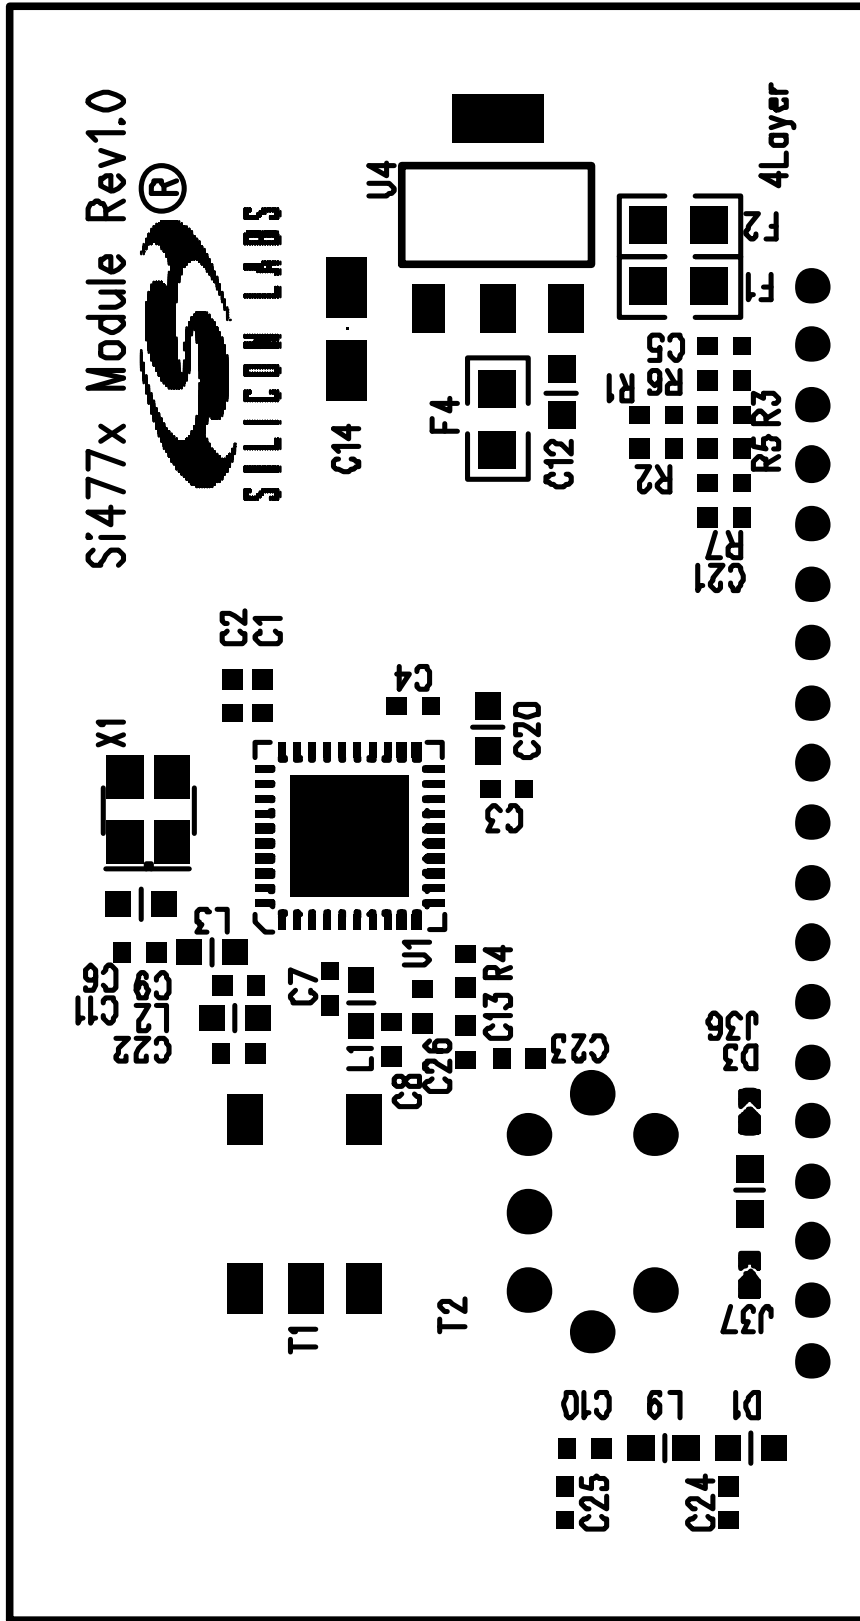 Si477x Module Rev1.0
®
SILICON LABS
U4
4Layer
F2
F1
C14
F4
C12
C5
R6
R1
R3
R2
R5
R7
C21
C2
C1
C4
X1
C20
C3
L3
U1
C6
C9
C11
L2
C22
C7
R4
C13
L1
C8
C26
C23
J36
D3
T1
T2
J37
C10
L9
D1
C25
C24